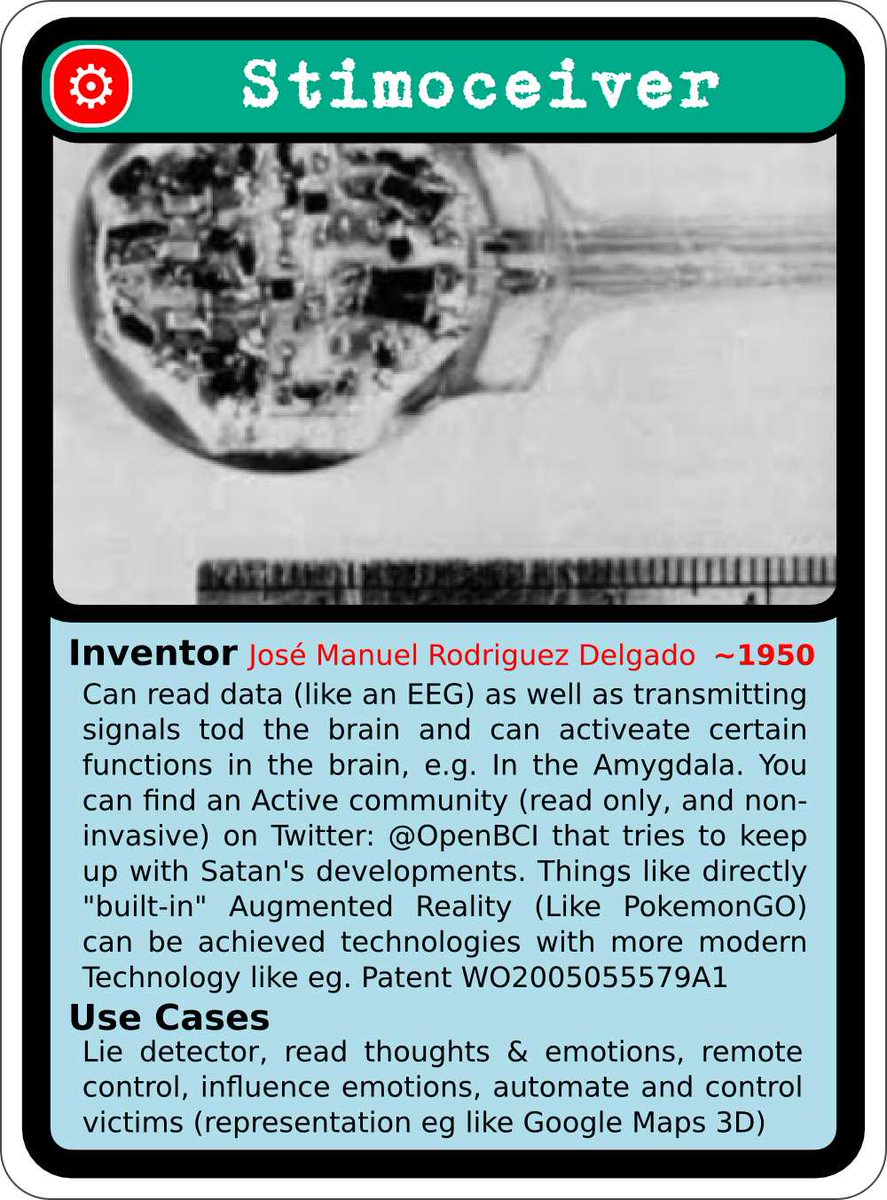 Stimoceiver
Inventor José Manuel Rodriguez Delgado ~1950
Can read data (like an EEG) as well as transmitting
signals tod the brain and can activeate certain
functions in the brain, e.g. In the Amygdala. You
can find an Active community (read only, and non-
invasive) on Twitter: @OpenBCI that tries to keep
up with Satan's developments. Things like directly
"built-in" Augmented Reality (Like PokemonGO)
can be achieved technologies with more modern
Technology like eg. Patent WO2005055579A1
Use Cases
Lie detector, read thoughts & emotions, remote
control, influence emotions, automate and control
victims (representation eg like Google Maps 3D)